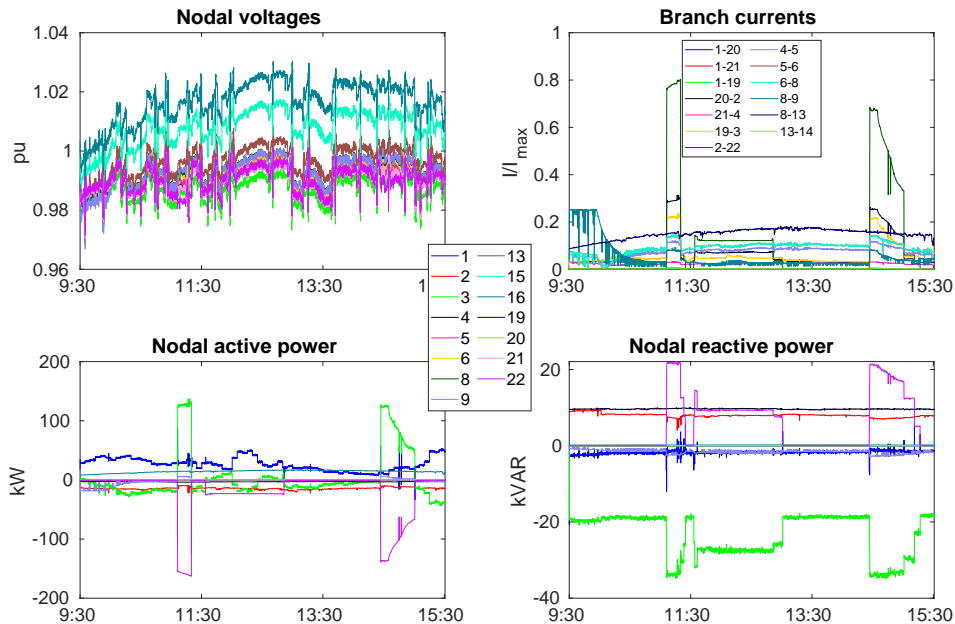 Nodal voltages
1.04
1.02
1
0.98
0.96
pu
9:30 11:30 13:30 15:30
Branch currents
1
0.8
0.6
0.4
0.2
0
I/I_max
9:30 11:30 13:30 15:30
1-20 4-5
1-21 5-6
1-19 6-8
20-2 8-9
21-4 8-13
19-3 13-14
2-22
1 13
2 15
3 16
4 19
5 20
6 21
8 22
9
Nodal active power
200
100
0
-100
-200
kW
9:30 11:30 13:30 15:30
Nodal reactive power
20
0
-20
-40
kVAR
9:30 11:30 13:30 15:30